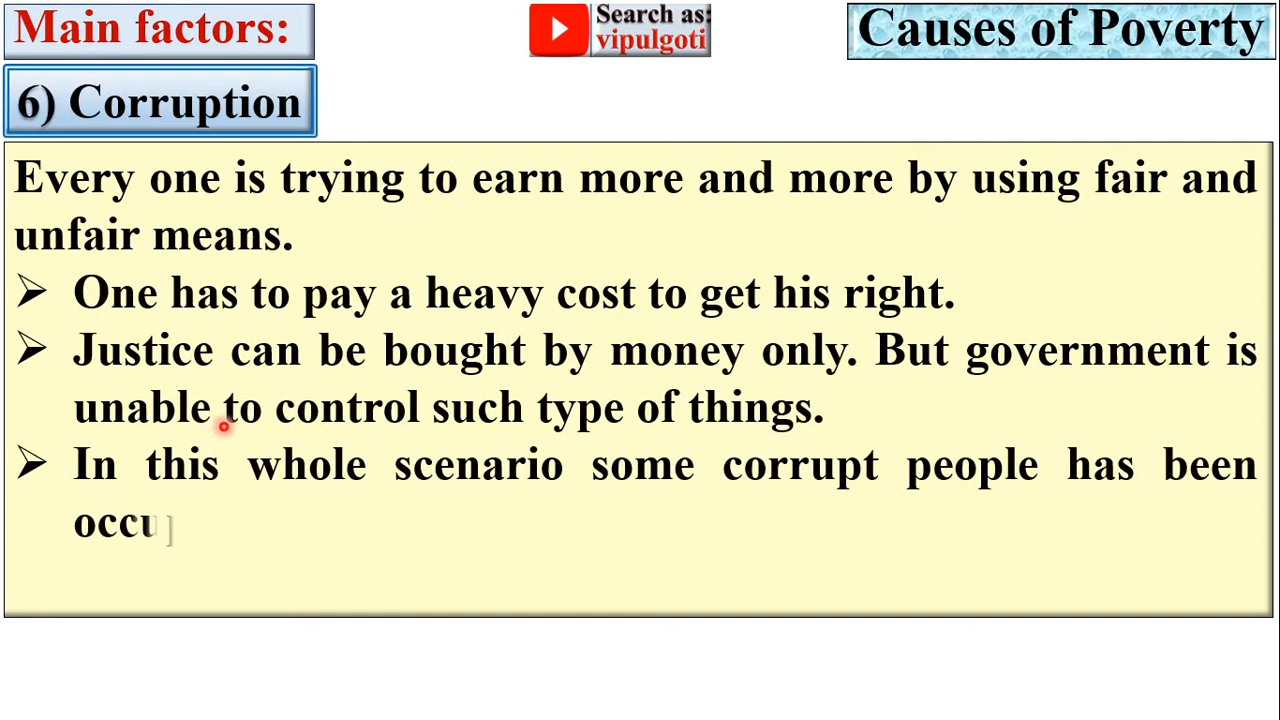 Main factors:
Search as:
vipulgoti
Causes of Poverty
6) Corruption
Every one is trying to earn more and more by using fair and
unfair means.
➢ One has to pay a heavy cost to get his right.
➢ Justice can be bought by money only. But government is
unable to control such type of things.
➢ In this whole scenario some corrupt people has been